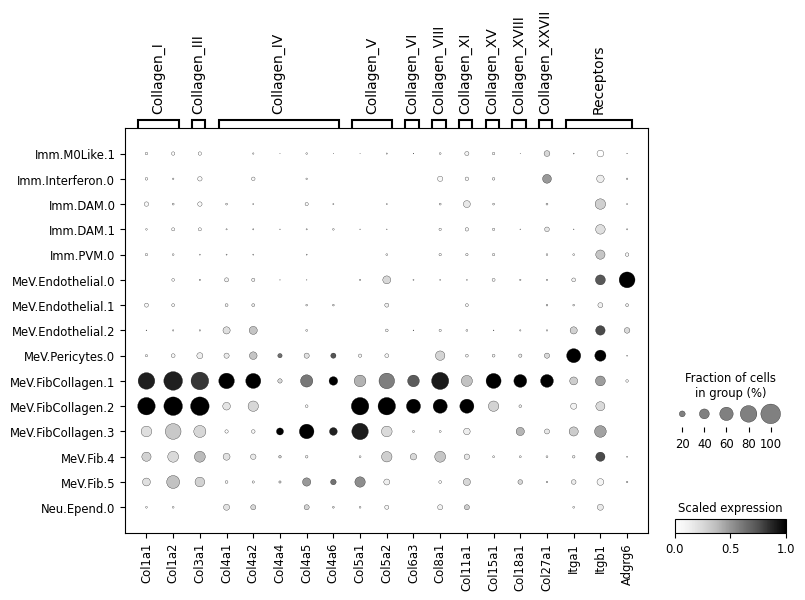 Collagen_I
Collagen_III
Collagen_IV
Collagen_V
Collagen_VI
Collagen_VIII
Collagen_XI
Collagen_XV
Collagen_XVIII
Collagen_XXVII
Receptors
Imm.M0Like.1
Imm.Interferon.0
Imm.DAM.0
Imm.DAM.1
Imm.PVM.0
MeV.Endothelial.0
MeV.Endothelial.1
MeV.Endothelial.2
MeV.Pericytes.0
MeV.FibCollagen.1
MeV.FibCollagen.2
MeV.FibCollagen.3
MeV.Fib.4
MeV.Fib.5
Neu.Epend.0
Col1a1
Col1a2
Col3a1
Col4a1
Col4a2
Col4a4
Col4a5
Col4a6
Col5a1
Col5a2
Col6a3
Col8a1
Col11a1
Col15a1
Col18a1
Col27a1
Itga1
Itgb1
Adgrg6
Fraction of cells
in group (%)
20 40 60 80 100
Scaled expression
0.0 0.5 1.0